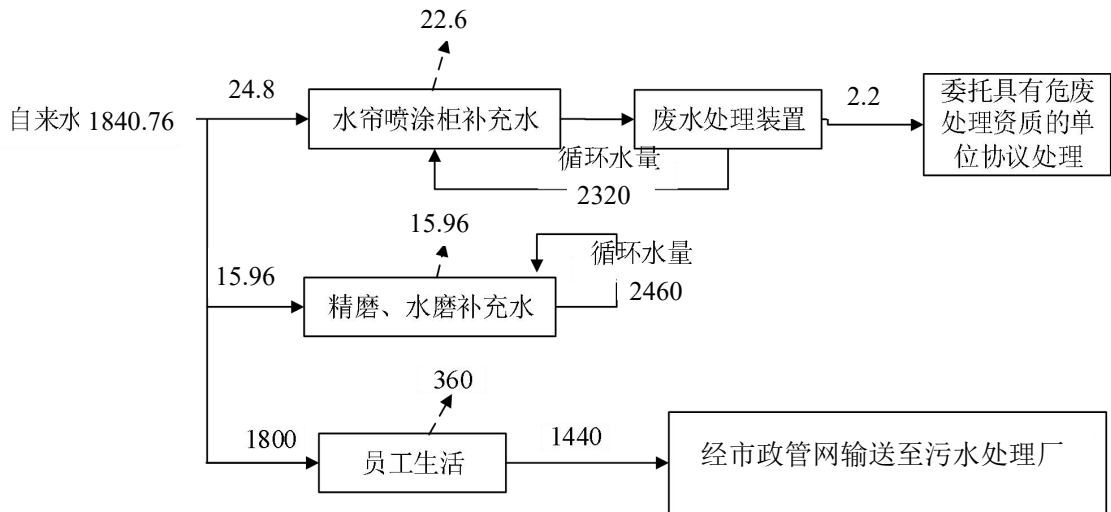 22.6
24.8
自来水 1840.76
水帘喷涂柜补充水
废水处理装置
2.2
委托具有危废
处理资质的单
位协议处理
循环水量
2320
15.96
15.96
精磨、水磨补充水
循环水量
2460
360
1800
员工生活
1440
经市政管网输送至污水处理厂